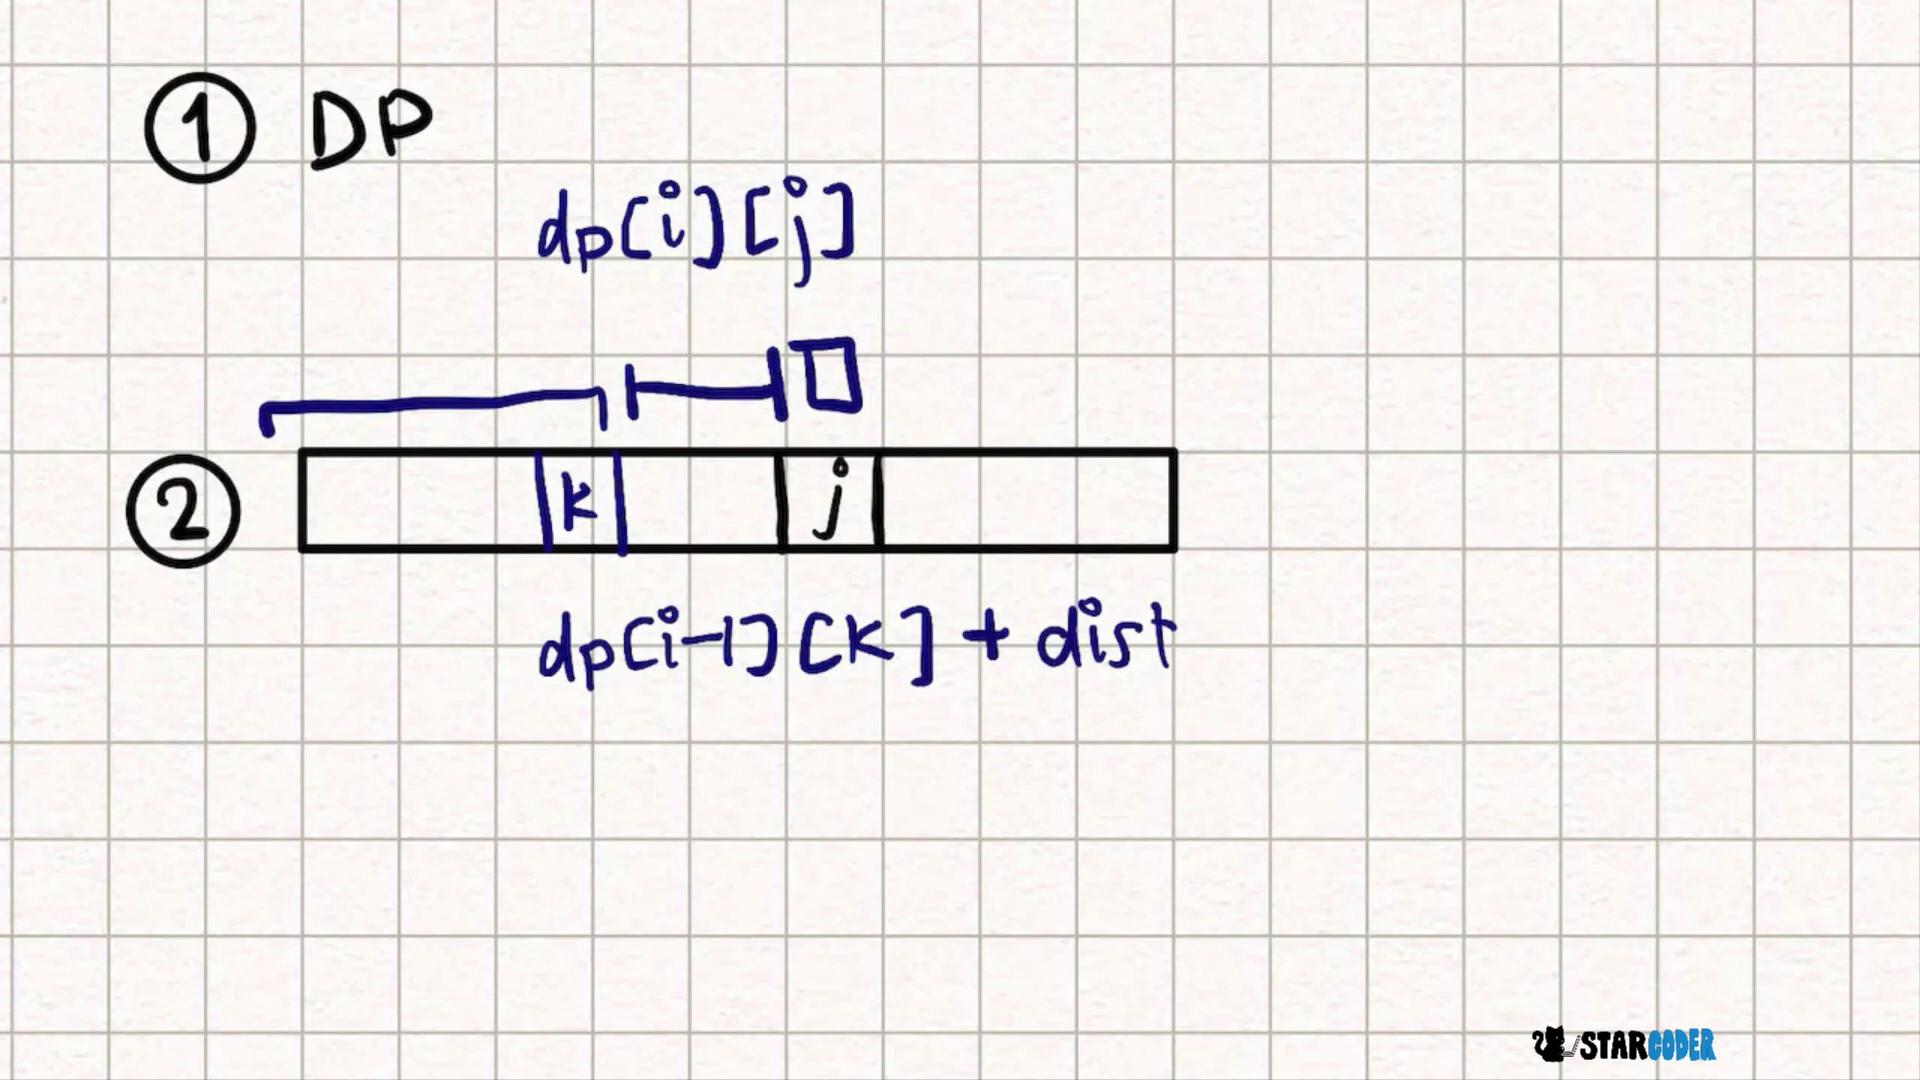 ① DP
dp[i][j]
② k j
dp[i-1][k] + dist
STARCODER